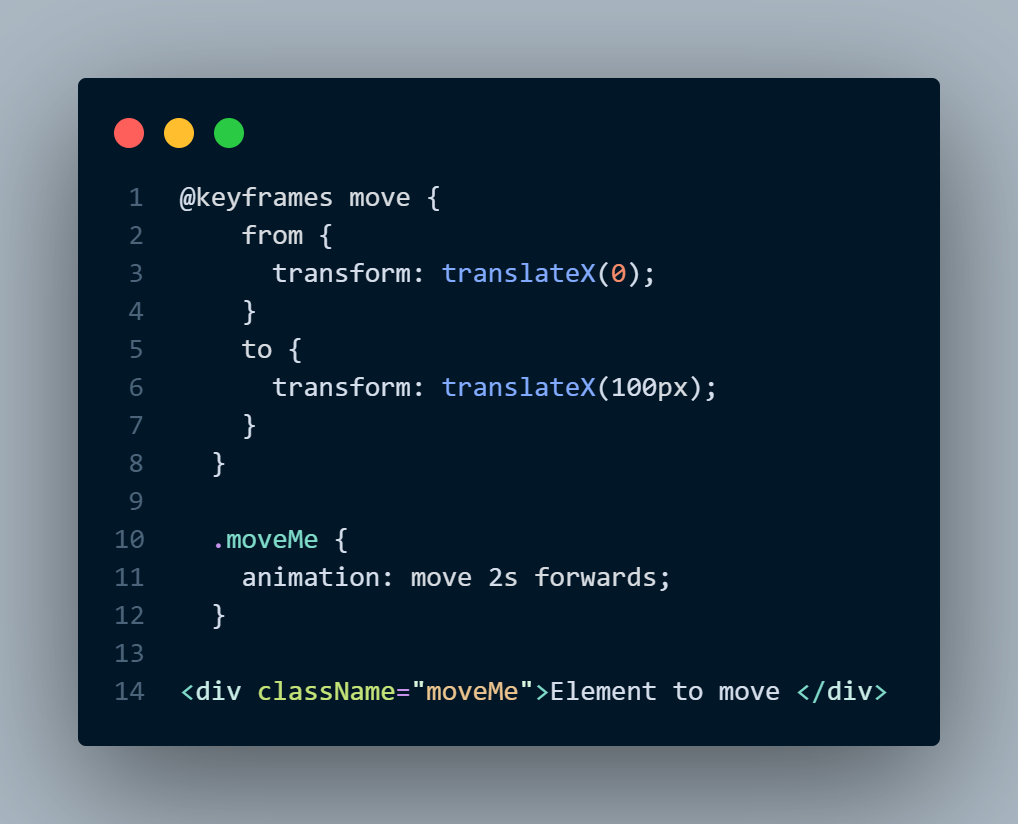 1 @keyframes move {
2 from {
3 transform: translateX(0);
4 }
5 to {
6 transform: translateX(100px);
7 }
8 }
9
10 .moveMe {
11 animation: move 2s forwards;
12 }
13
14 <div className="moveMe">Element to move </div>